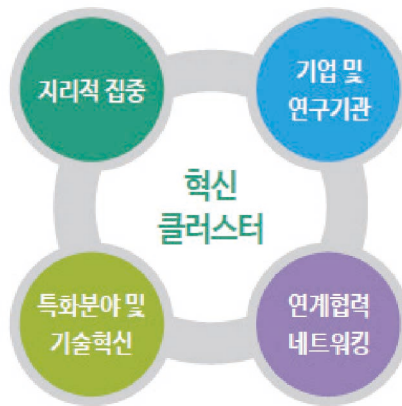 지리적 집중
기업 및
연구기관
혁신
클러스터
특화분야 및
기술혁신
연계협력
네트워킹